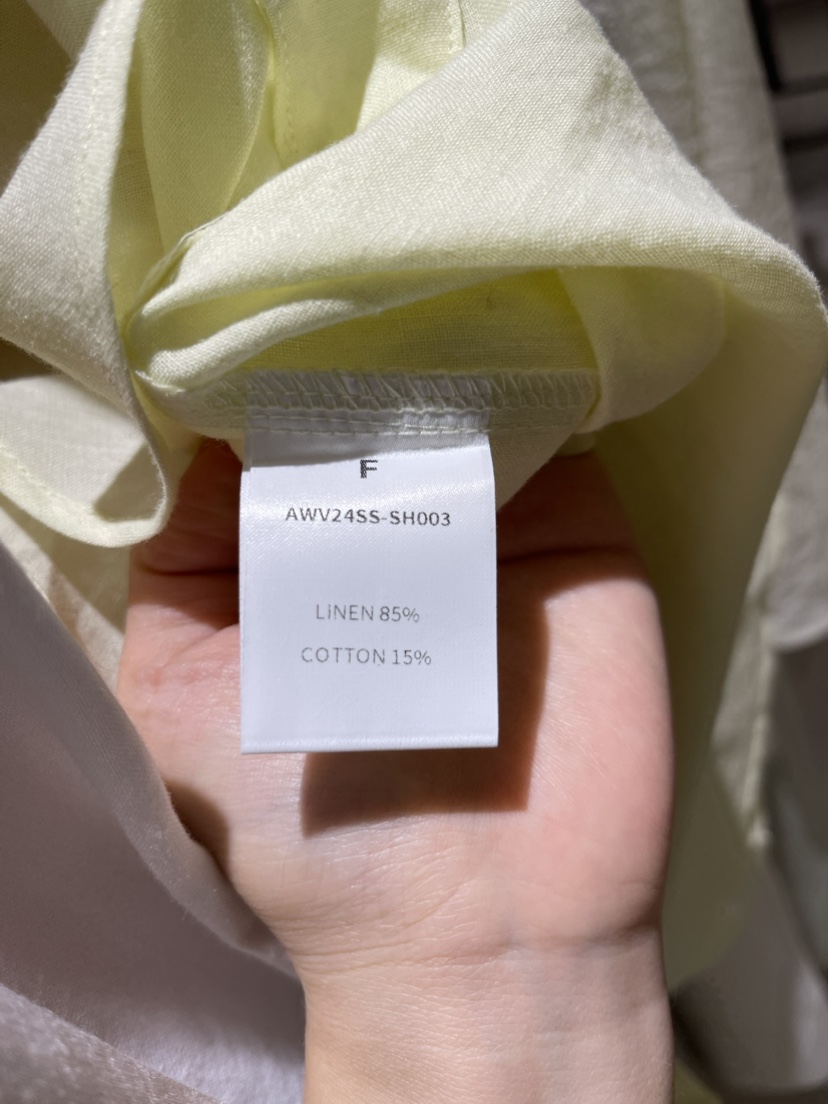 F
AWV24SS-SH003
LiNEN 85%
COTTON 15%